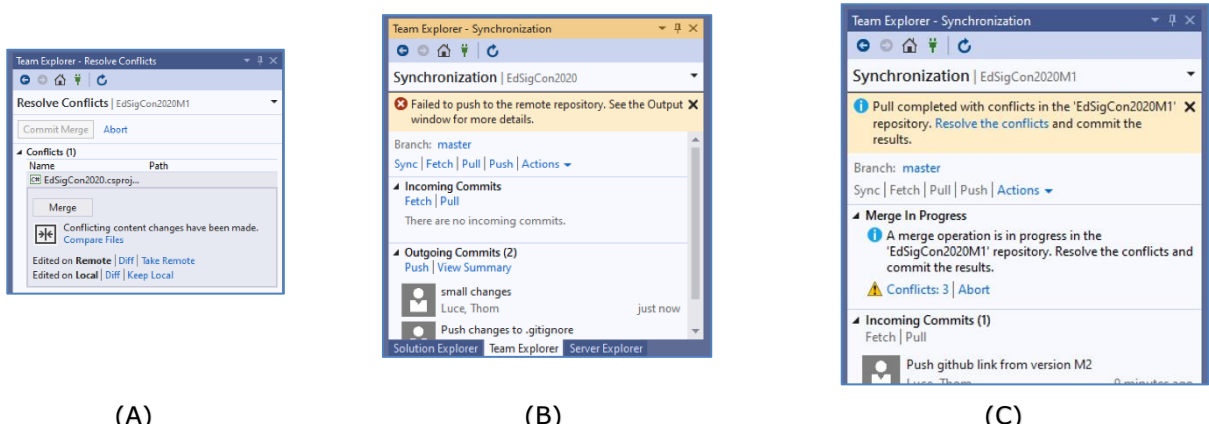 Team Explorer - Resolve Conflicts
Resolve Conflicts | EdSigCon2020M1
Commit Merge Abort
Conflicts (1)
Name Path
C# EdSigCon2020.csproj...
Merge
Conflicting content changes have been made.
Compare Files
Edited on Remote | Diff | Take Remote
Edited on Local | Diff | Keep Local
(A)
Team Explorer - Synchronization
Synchronization | EdSigCon2020
Failed to push to the remote repository. See the Output
window for more details.
Branch: master
Sync | Fetch | Pull | Push | Actions
Incoming Commits
Fetch | Pull
There are no incoming commits.
Outgoing Commits (2)
Push | View Summary
small changes
Luce, Thom just now
Push changes to .gitignore
Solution Explorer Team Explorer Server Explorer
(B)
Team Explorer - Synchronization
Synchronization | EdSigCon2020M1
Pull completed with conflicts in the 'EdSigCon2020M1'
repository. Resolve the conflicts and commit the
results.
Branch: master
Sync | Fetch | Pull | Push | Actions
Merge In Progress
A merge operation is in progress in the
'EdSigCon2020M1' repository. Resolve the conflicts and
commit the results.
Conflicts: 3 | Abort
Incoming Commits (1)
Fetch | Pull
Push github link from version M2
Luce, Thom 9 minutes ago
(C)